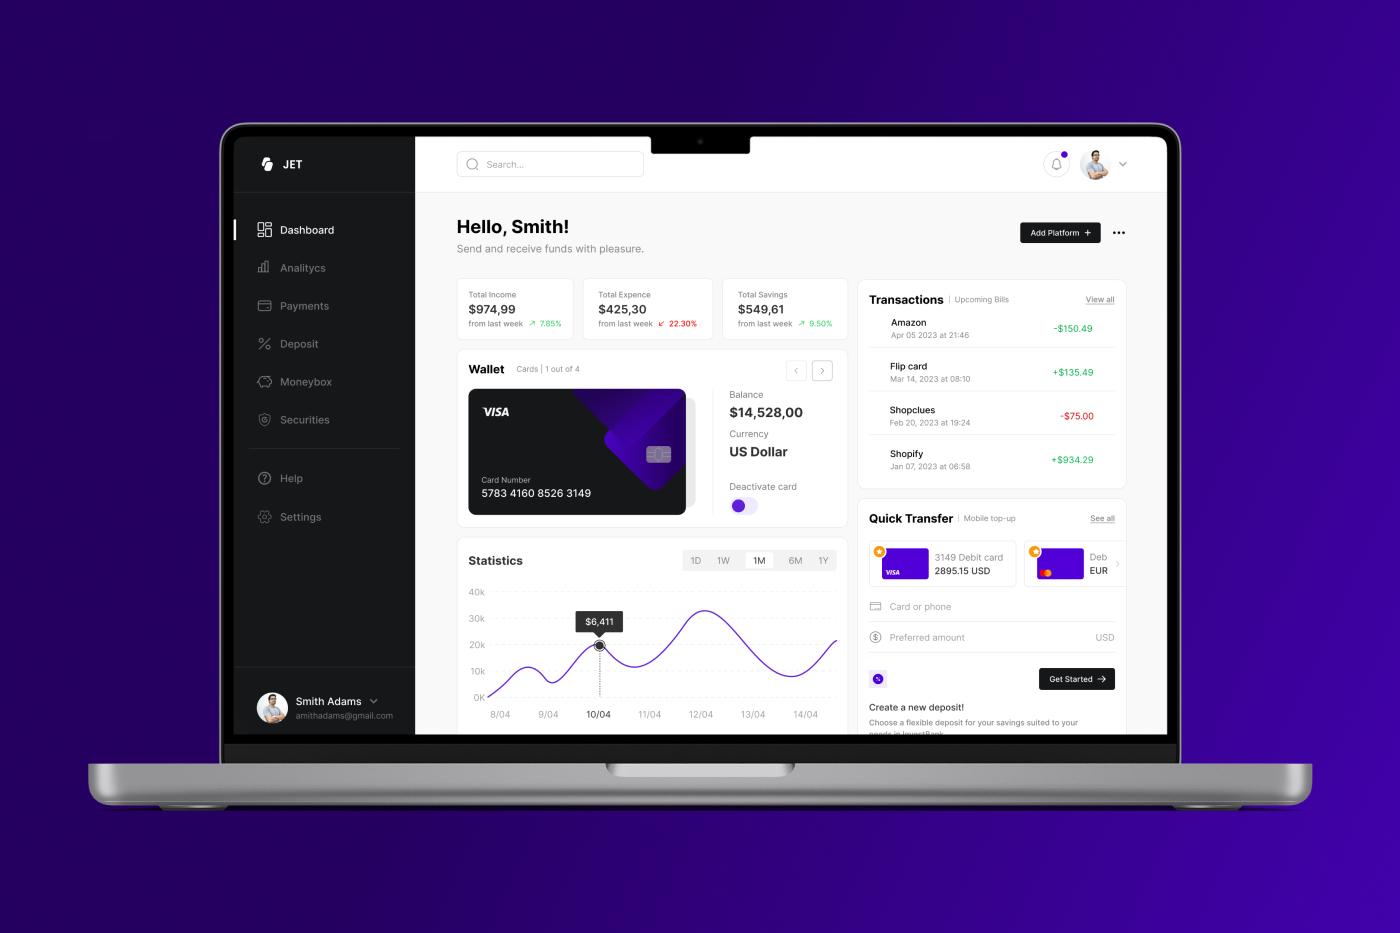 JET
Search...
Dashboard
Analitycs
Payments
Deposit
Moneybox
Securities
Help
Settings
Smith Adams
amithadams@gmail.com
Hello, Smith!
Send and receive funds with pleasure.
Add Platform +
Total Income
$974,99
from last week 7.85%
Total Expence
$425,30
from last week 22.30%
Total Savings
$549,61
from last week 9.50%
Wallet Cards | 1 out of 4
VISA
Card Number
5783 4160 8526 3149
Balance
$14,528,00
Currency
US Dollar
Deactivate card
Statistics
1D 1W 1M 6M 1Y
40k
30k
20k
10k
0K
$6,411
8/04 9/04 10/04 11/04 12/04 13/04 14/04
Transactions | Upcoming Bills View all
Amazon
Apr 05 2023 at 21:46
-$150.49
Flip card
Mar 14, 2023 at 08:10
+$135.49
Shopclues
Feb 20, 2023 at 19:24
-$75.00
Shopify
Jan 07, 2023 at 06:58
+$934.29
Quick Transfer | Mobile top-up See all
VISA
3149 Debit card
2895.15 USD
Deb
EUR
Card or phone
Preferred amount USD
%
Get Started
Create a new deposit!
Choose a flexible deposit for your savings suited to your
needs in InvestBank